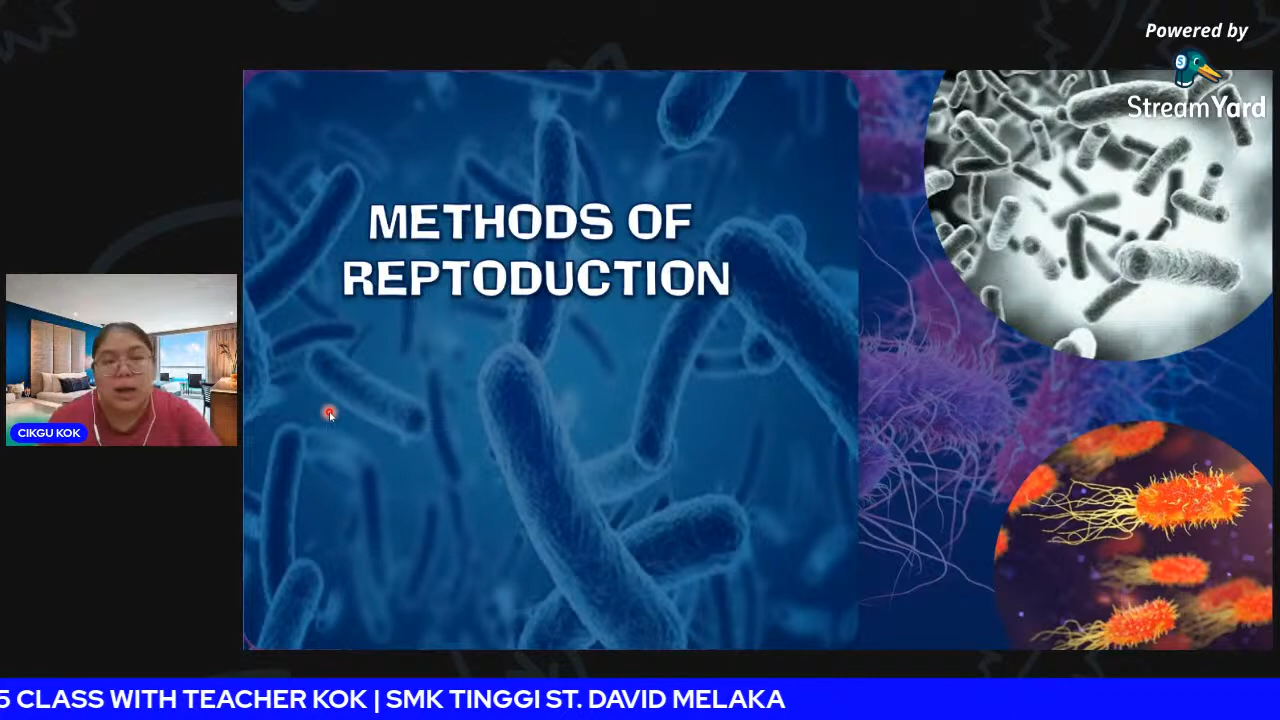 Powered by
StreamYard
METHODS OF
REPTODUCTION
CIKGU KOK
5 CLASS WITH TEACHER KOK | SMK TINGGI ST. DAVID MELAKA